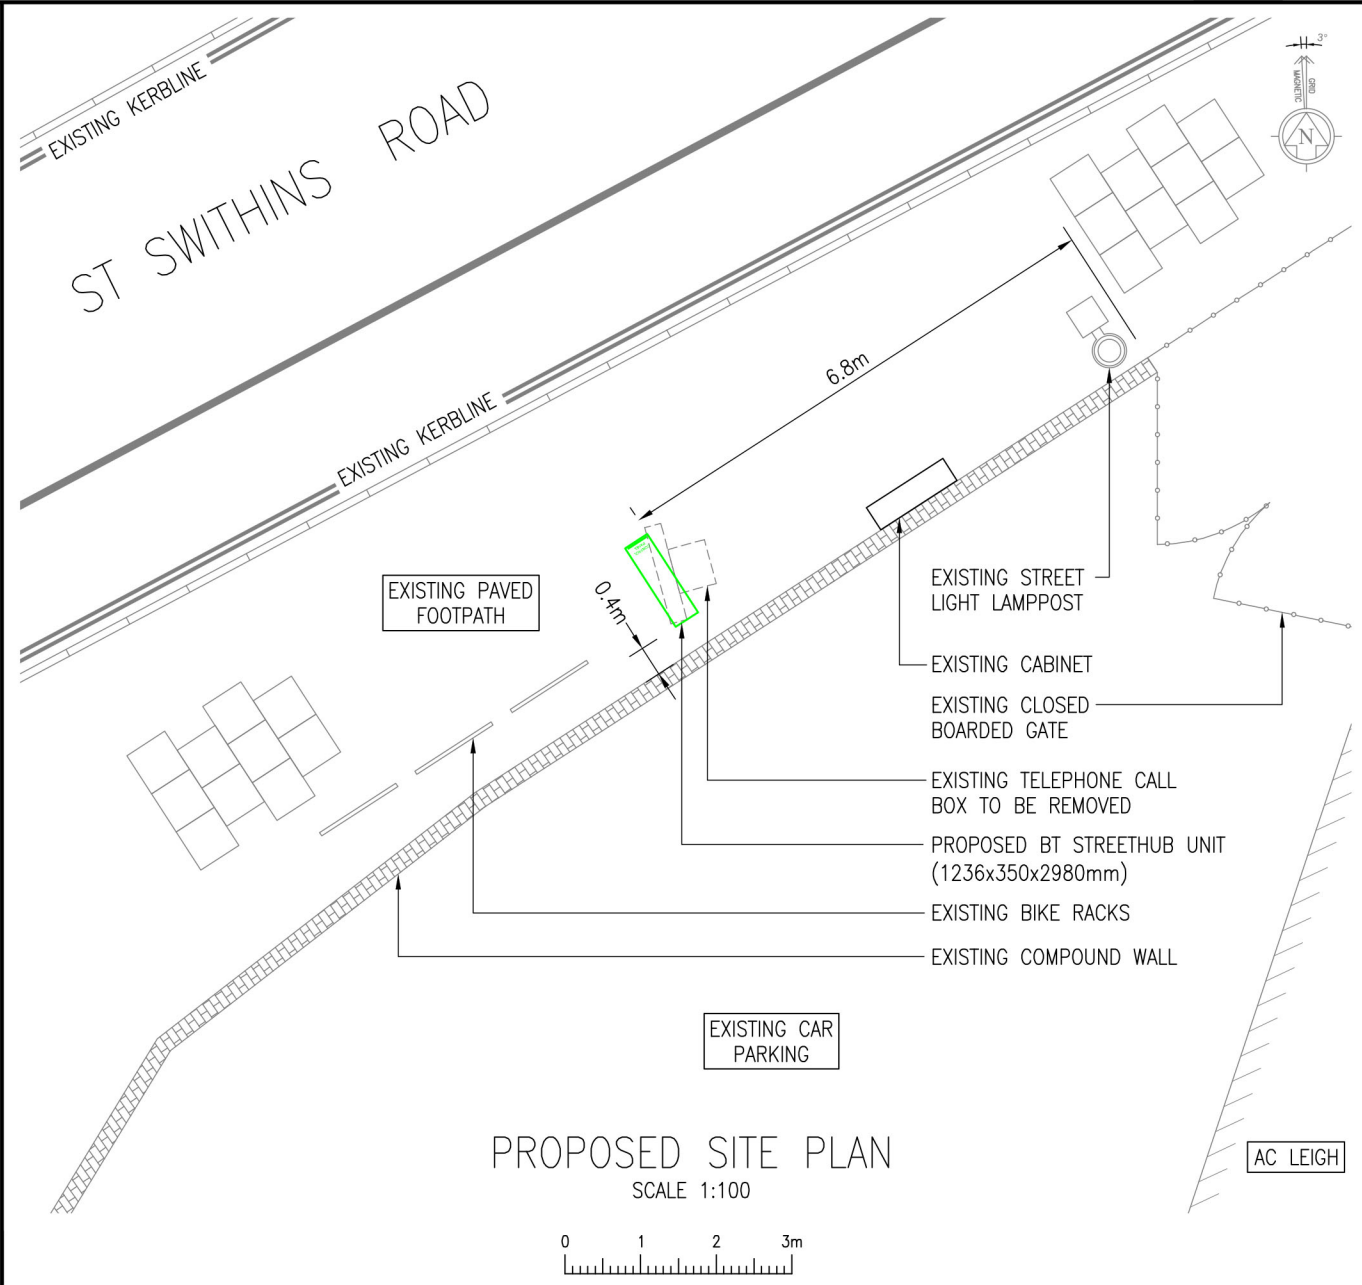 3°
MAGNETIC
GRID
N
EXISTING KERBLINE
ST SWITHINS ROAD
6.8m
EXISTING KERBLINE
EXISTING PAVED
FOOTPATH
0.4m
EXISTING STREET
LIGHT LAMPPOST
EXISTING CABINET
EXISTING CLOSED
BOARDED GATE
EXISTING TELEPHONE CALL
BOX TO BE REMOVED
PROPOSED BT STREETHUB UNIT
(1236x350x2980mm)
EXISTING BIKE RACKS
EXISTING COMPOUND WALL
EXISTING CAR
PARKING
AC LEIGH
PROPOSED SITE PLAN
SCALE 1:100
0 1 2 3m